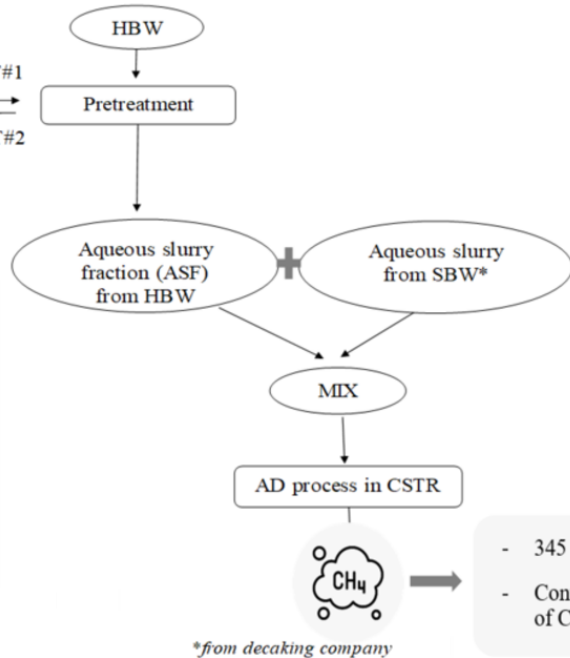 HBW
#1
Pretreatment
#2
Aqueous slurry
fraction (ASF)
from HBW
Aqueous slurry
from SBW*
MIX
AD process in CSTR
CH4
- 345
- Con
of C
*from decaking company